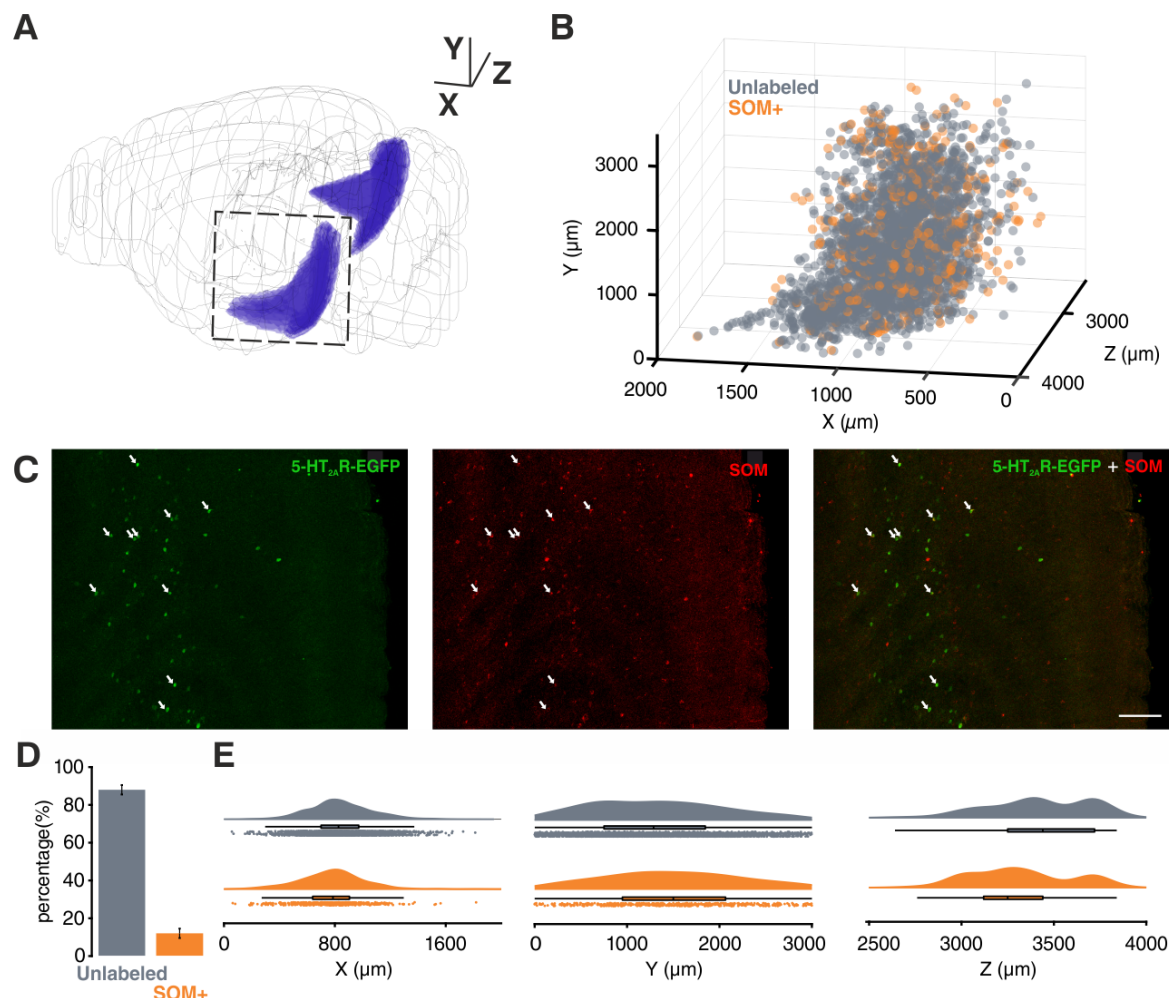 A
Y
Z
X
B
Unlabeled
SOM+
3000
2000
1000
0
Y (µm)
2000
1500
1000
500
0
X (µm)
3000
4000
Z (µm)
C
5-HT₂ₐR-EGFP
SOM
5-HT₂ₐR-EGFP + SOM
D
100
80
60
40
20
0
percentage(%)
Unlabeled
SOM+
E
0 800 1600
X (µm)
0 1000 2000 3000
Y (µm)
2500 3000 3500 4000
Z (µm)